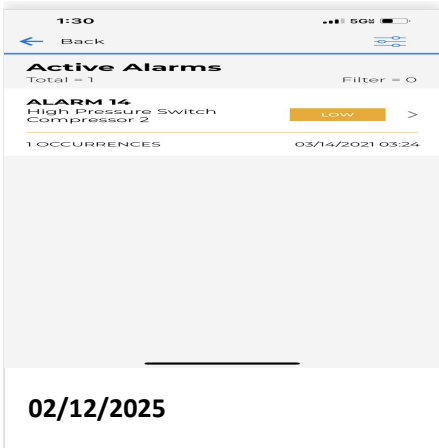 1:30
5G
Back
Active Alarms
Total = 1 Filter = 0
ALARM 14
High Pressure Switch
Compressor 2
LOW >
1 OCCURRENCES 03/14/2021 03:24
02/12/2025